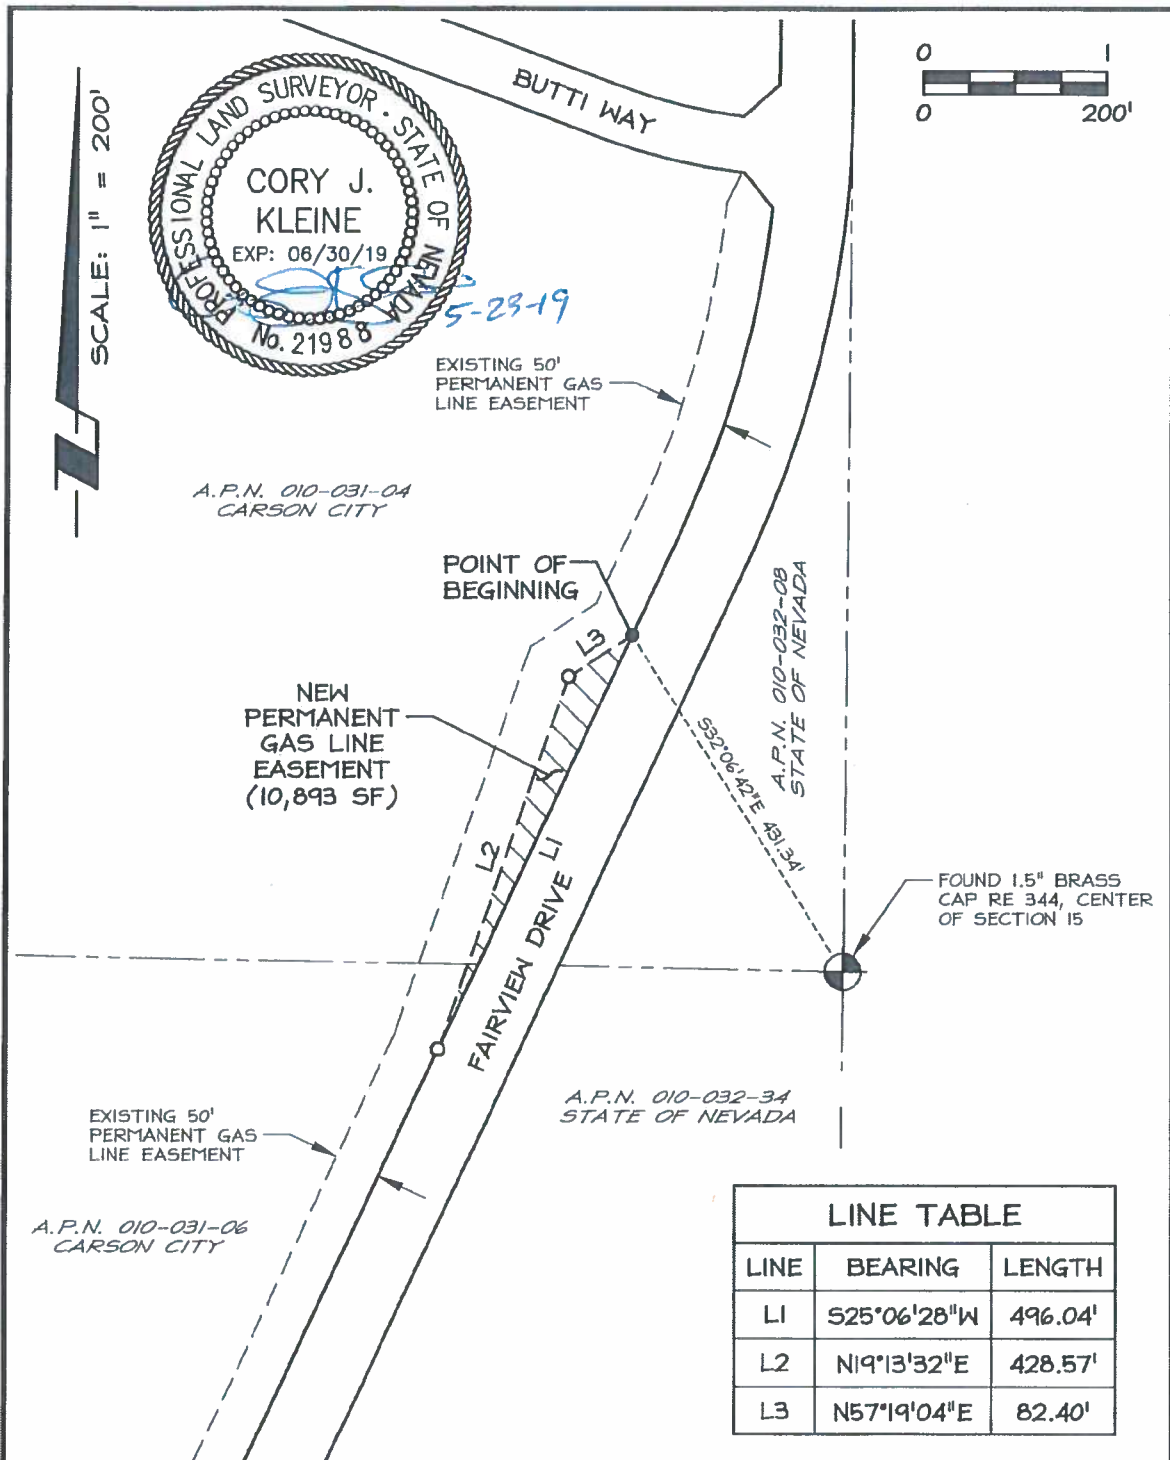 0 1
0 200'
SCALE: 1" = 200'
PROFESSIONAL LAND SURVEYOR · STATE OF NEVADA
CORY J.
KLEINE
EXP: 06/30/19
No. 21988
5-23-19
BUTTI WAY
EXISTING 50'
PERMANENT GAS
LINE EASEMENT
A.P.N. 010-031-04
CARSON CITY
POINT OF
BEGINNING
L3
A.P.N. 010-032-08
STATE OF NEVADA
NEW
PERMANENT
GAS LINE
EASEMENT
(10,893 SF)
S32°06'42"E 431.34'
L2
L1
FAIRVIEW DRIVE
FOUND 1.5" BRASS
CAP RE 344, CENTER
OF SECTION 15
A.P.N. 010-032-34
STATE OF NEVADA
EXISTING 50'
PERMANENT GAS
LINE EASEMENT
A.P.N. 010-031-06
CARSON CITY
LINE TABLE
LINE BEARING LENGTH
L1 S25°06'28"W 496.04'
L2 N19°13'32"E 428.57'
L3 N57°19'04"E 82.40'